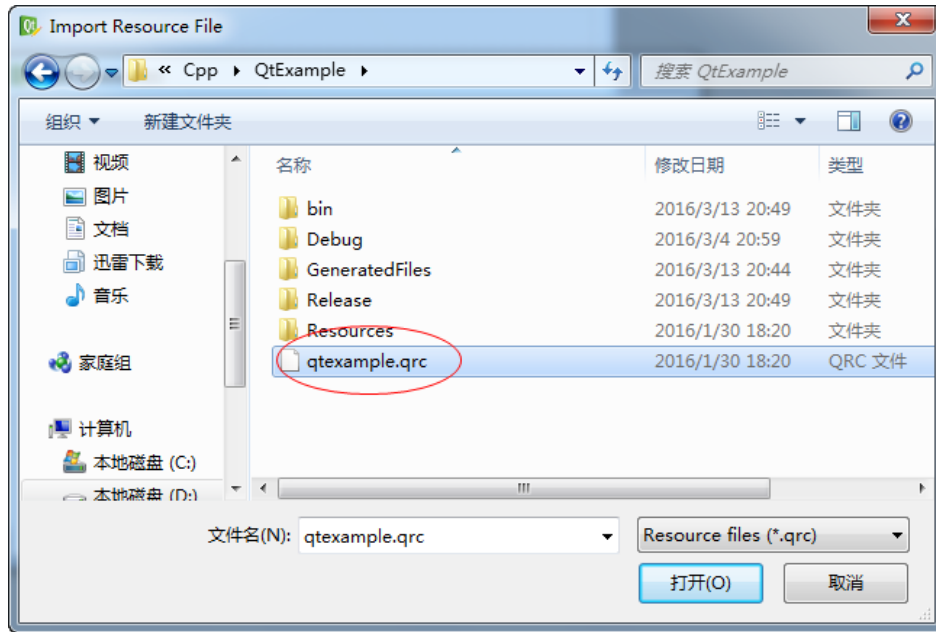 Import Resource File
« Cpp QtExample
搜索 QtExample
组织 新建文件夹
视频
图片
文档
迅雷下载
音乐
家庭组
计算机
本地磁盘 (C:)
本地磁盘 (D:)
名称 修改日期 类型
bin 2016/3/13 20:49 文件夹
Debug 2016/3/4 20:59 文件夹
GeneratedFiles 2016/3/13 20:44 文件夹
Release 2016/3/13 20:49 文件夹
Resources 2016/1/30 18:20 文件夹
qtexample.qrc 2016/1/30 18:20 QRC 文件
文件名(N): qtexample.qrc Resource files (*.qrc)
打开(O) 取消